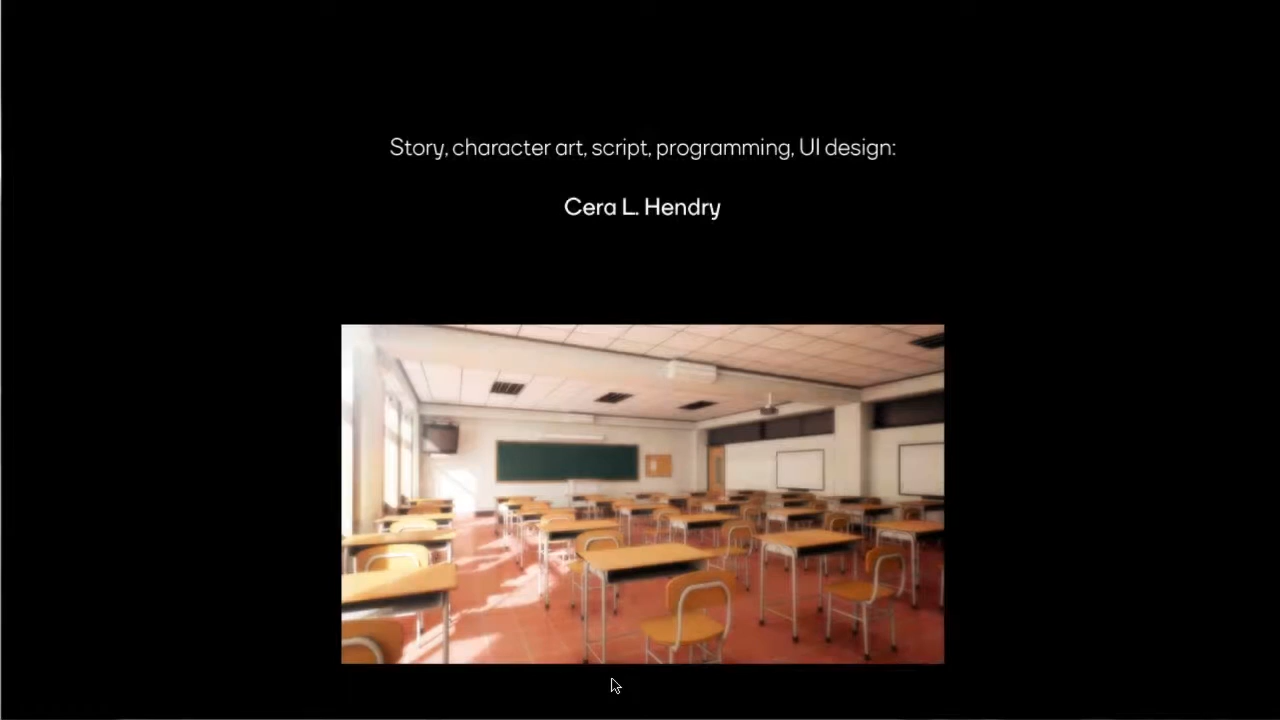 Story, character art, script, programming, UI design:
Cera L. Hendry